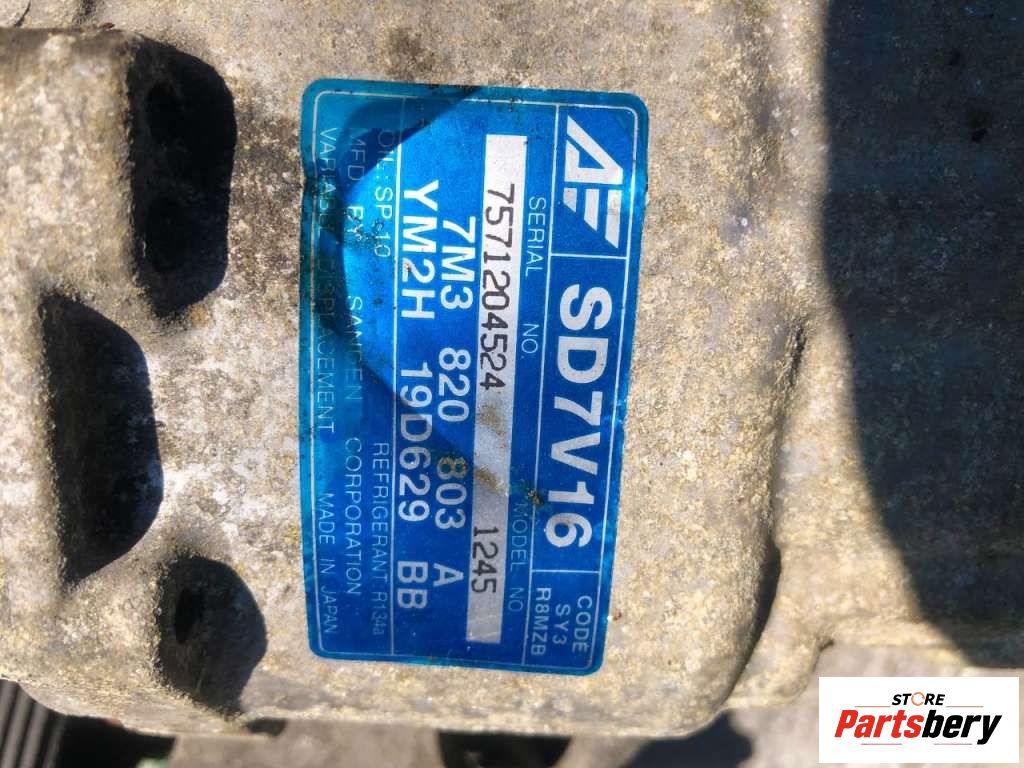 SD7V16
CODE
SY3
R8MZB
SERIAL NO.
MODEL NO.
7571204524 1245
7M3 820 803 A
YM2H 19D629 BB
OIL: SP-10 REFRIGERANT R134a
MFD. BY SANDEN CORPORATION
VARIABLE DISPLACEMENT MADE IN JAPAN
STORE
Partsbery